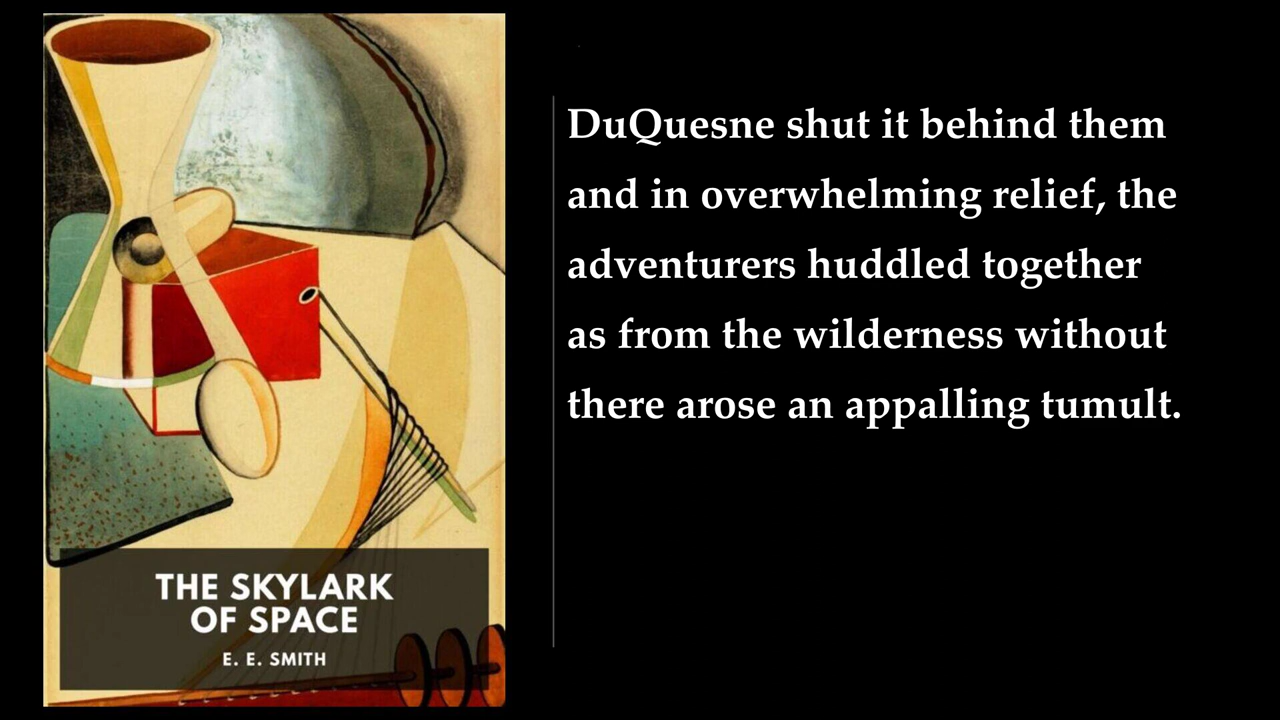 THE SKYLARK
OF SPACE
E. E. SMITH
DuQuesne shut it behind them
and in overwhelming relief, the
adventurers huddled together
as from the wilderness without
there arose an appalling tumult.